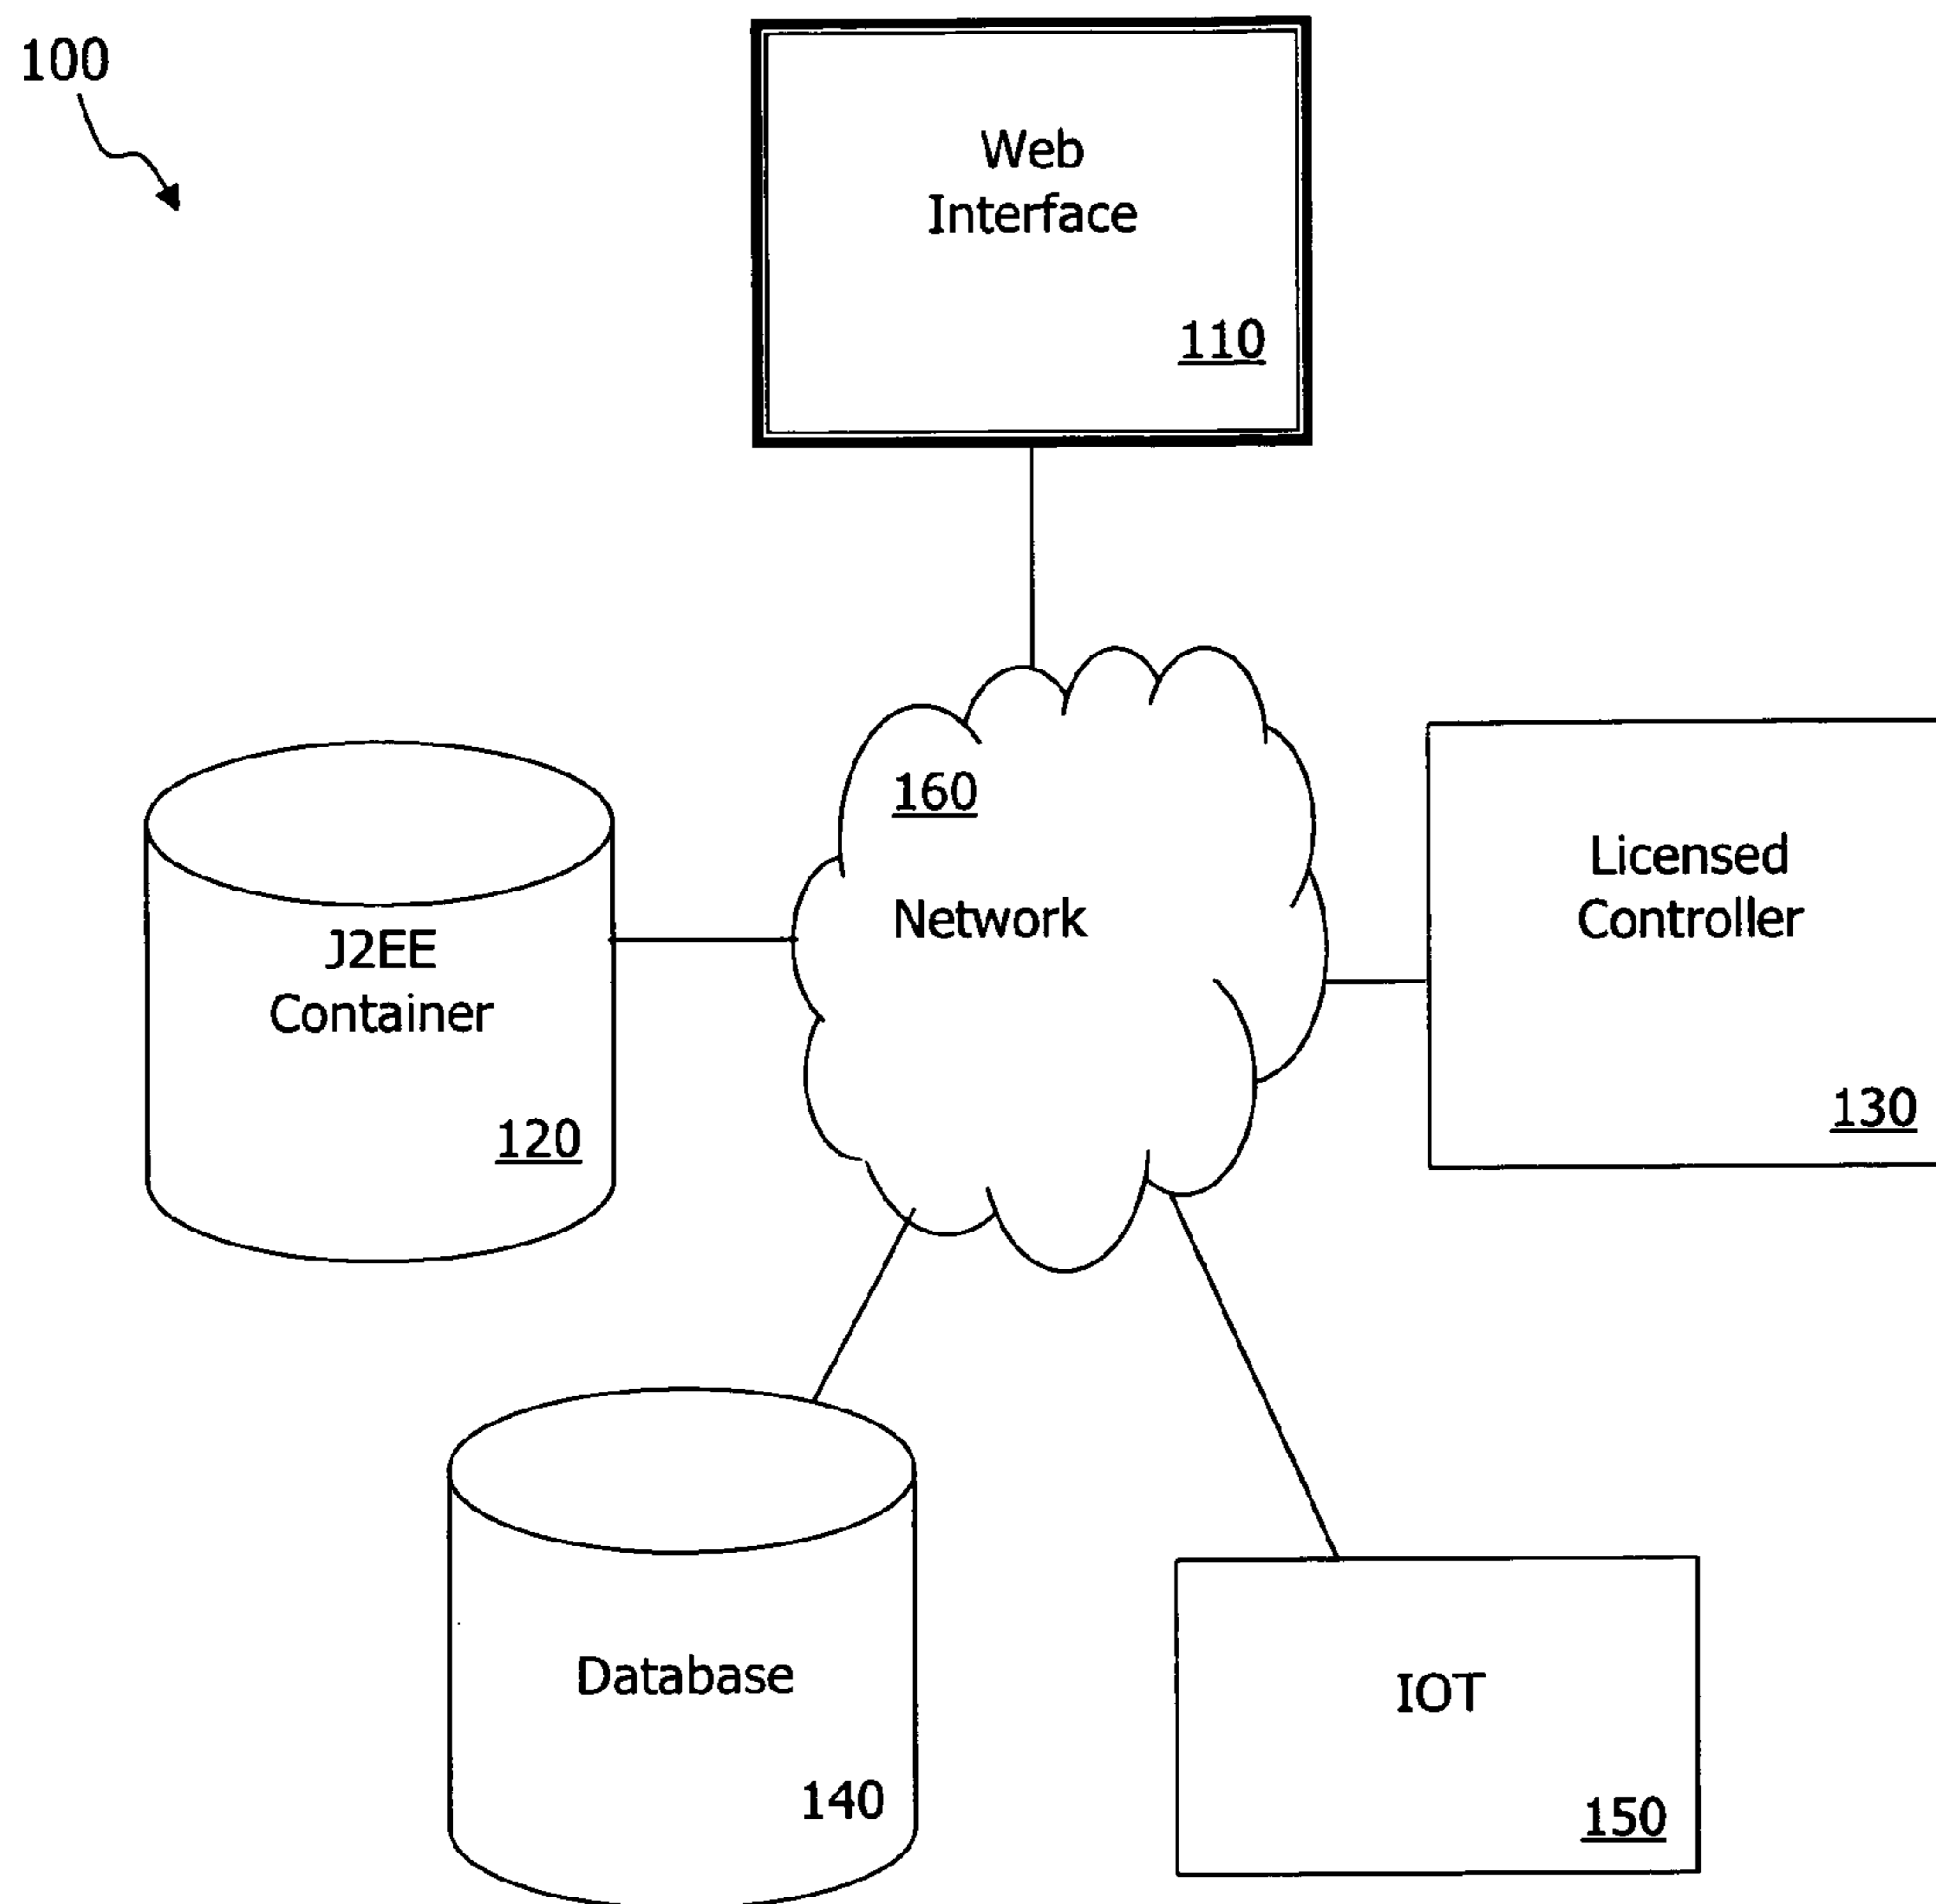 100
Web
Interface
110
160
Network
J2EE
Container
120
Licensed
Controller
130
Database
140
IOT
150